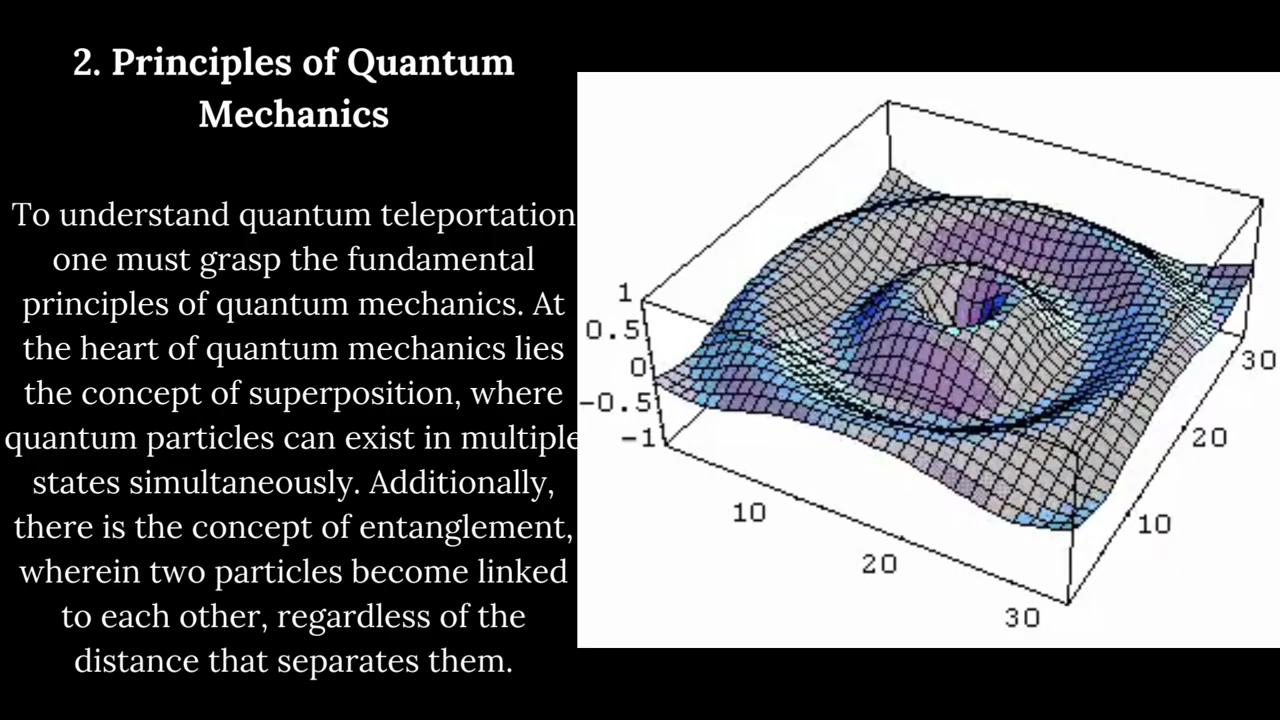 2. Principles of Quantum
Mechanics
To understand quantum teleportation
one must grasp the fundamental
principles of quantum mechanics. At
the heart of quantum mechanics lies
the concept of superposition, where
quantum particles can exist in multiple
states simultaneously. Additionally,
there is the concept of entanglement,
wherein two particles become linked
to each other, regardless of the
distance that separates them.
1
0.5
0
-0.5
-1
10
20
30
10
20
30